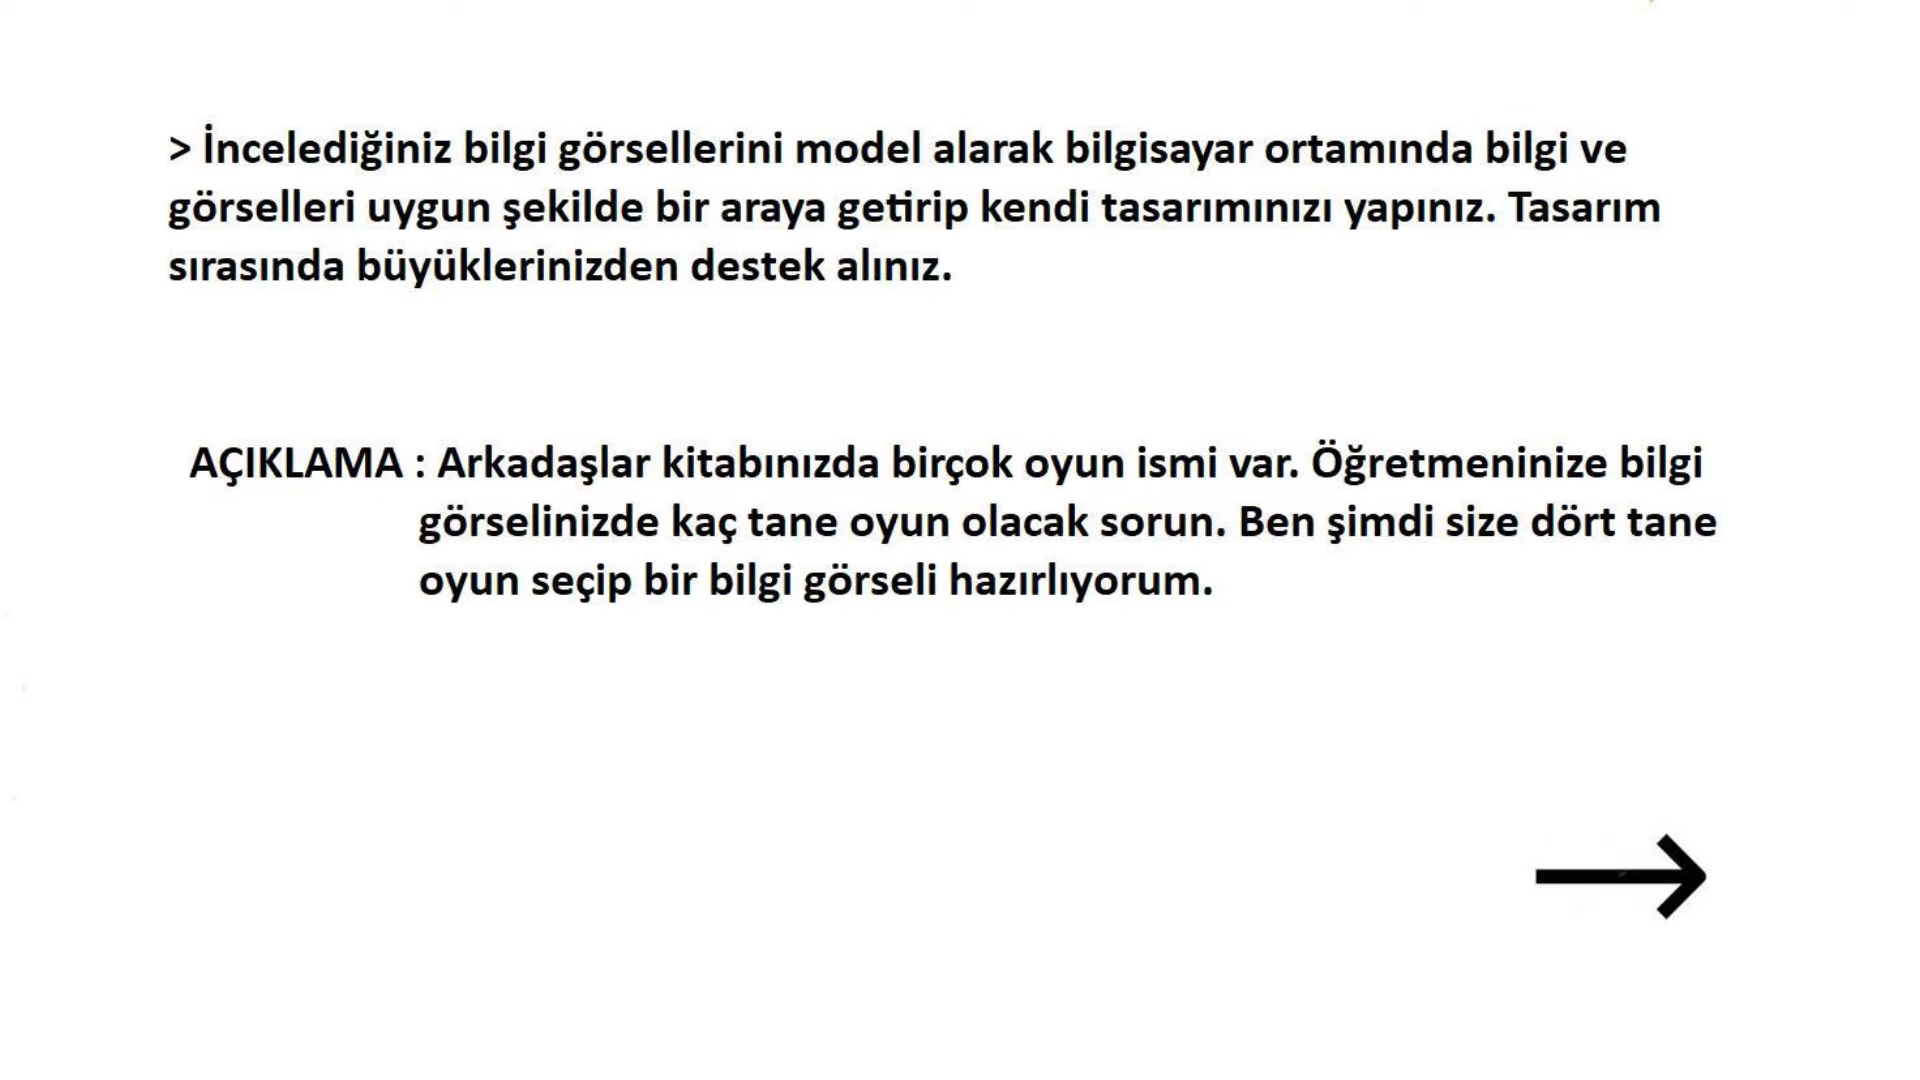 > İncelediğiniz bilgi görsellerini model alarak bilgisayar ortamında bilgi ve
görselleri uygun şekilde bir araya getirip kendi tasarımınızı yapınız. Tasarım
sırasında büyüklerinizden destek alınız.
AÇIKLAMA : Arkadaşlar kitabınızda birçok oyun ismi var. Öğretmeninize bilgi
görselinizde kaç tane oyun olacak sorun. Ben şimdi size dört tane
oyun seçip bir bilgi görseli hazırlıyorum.